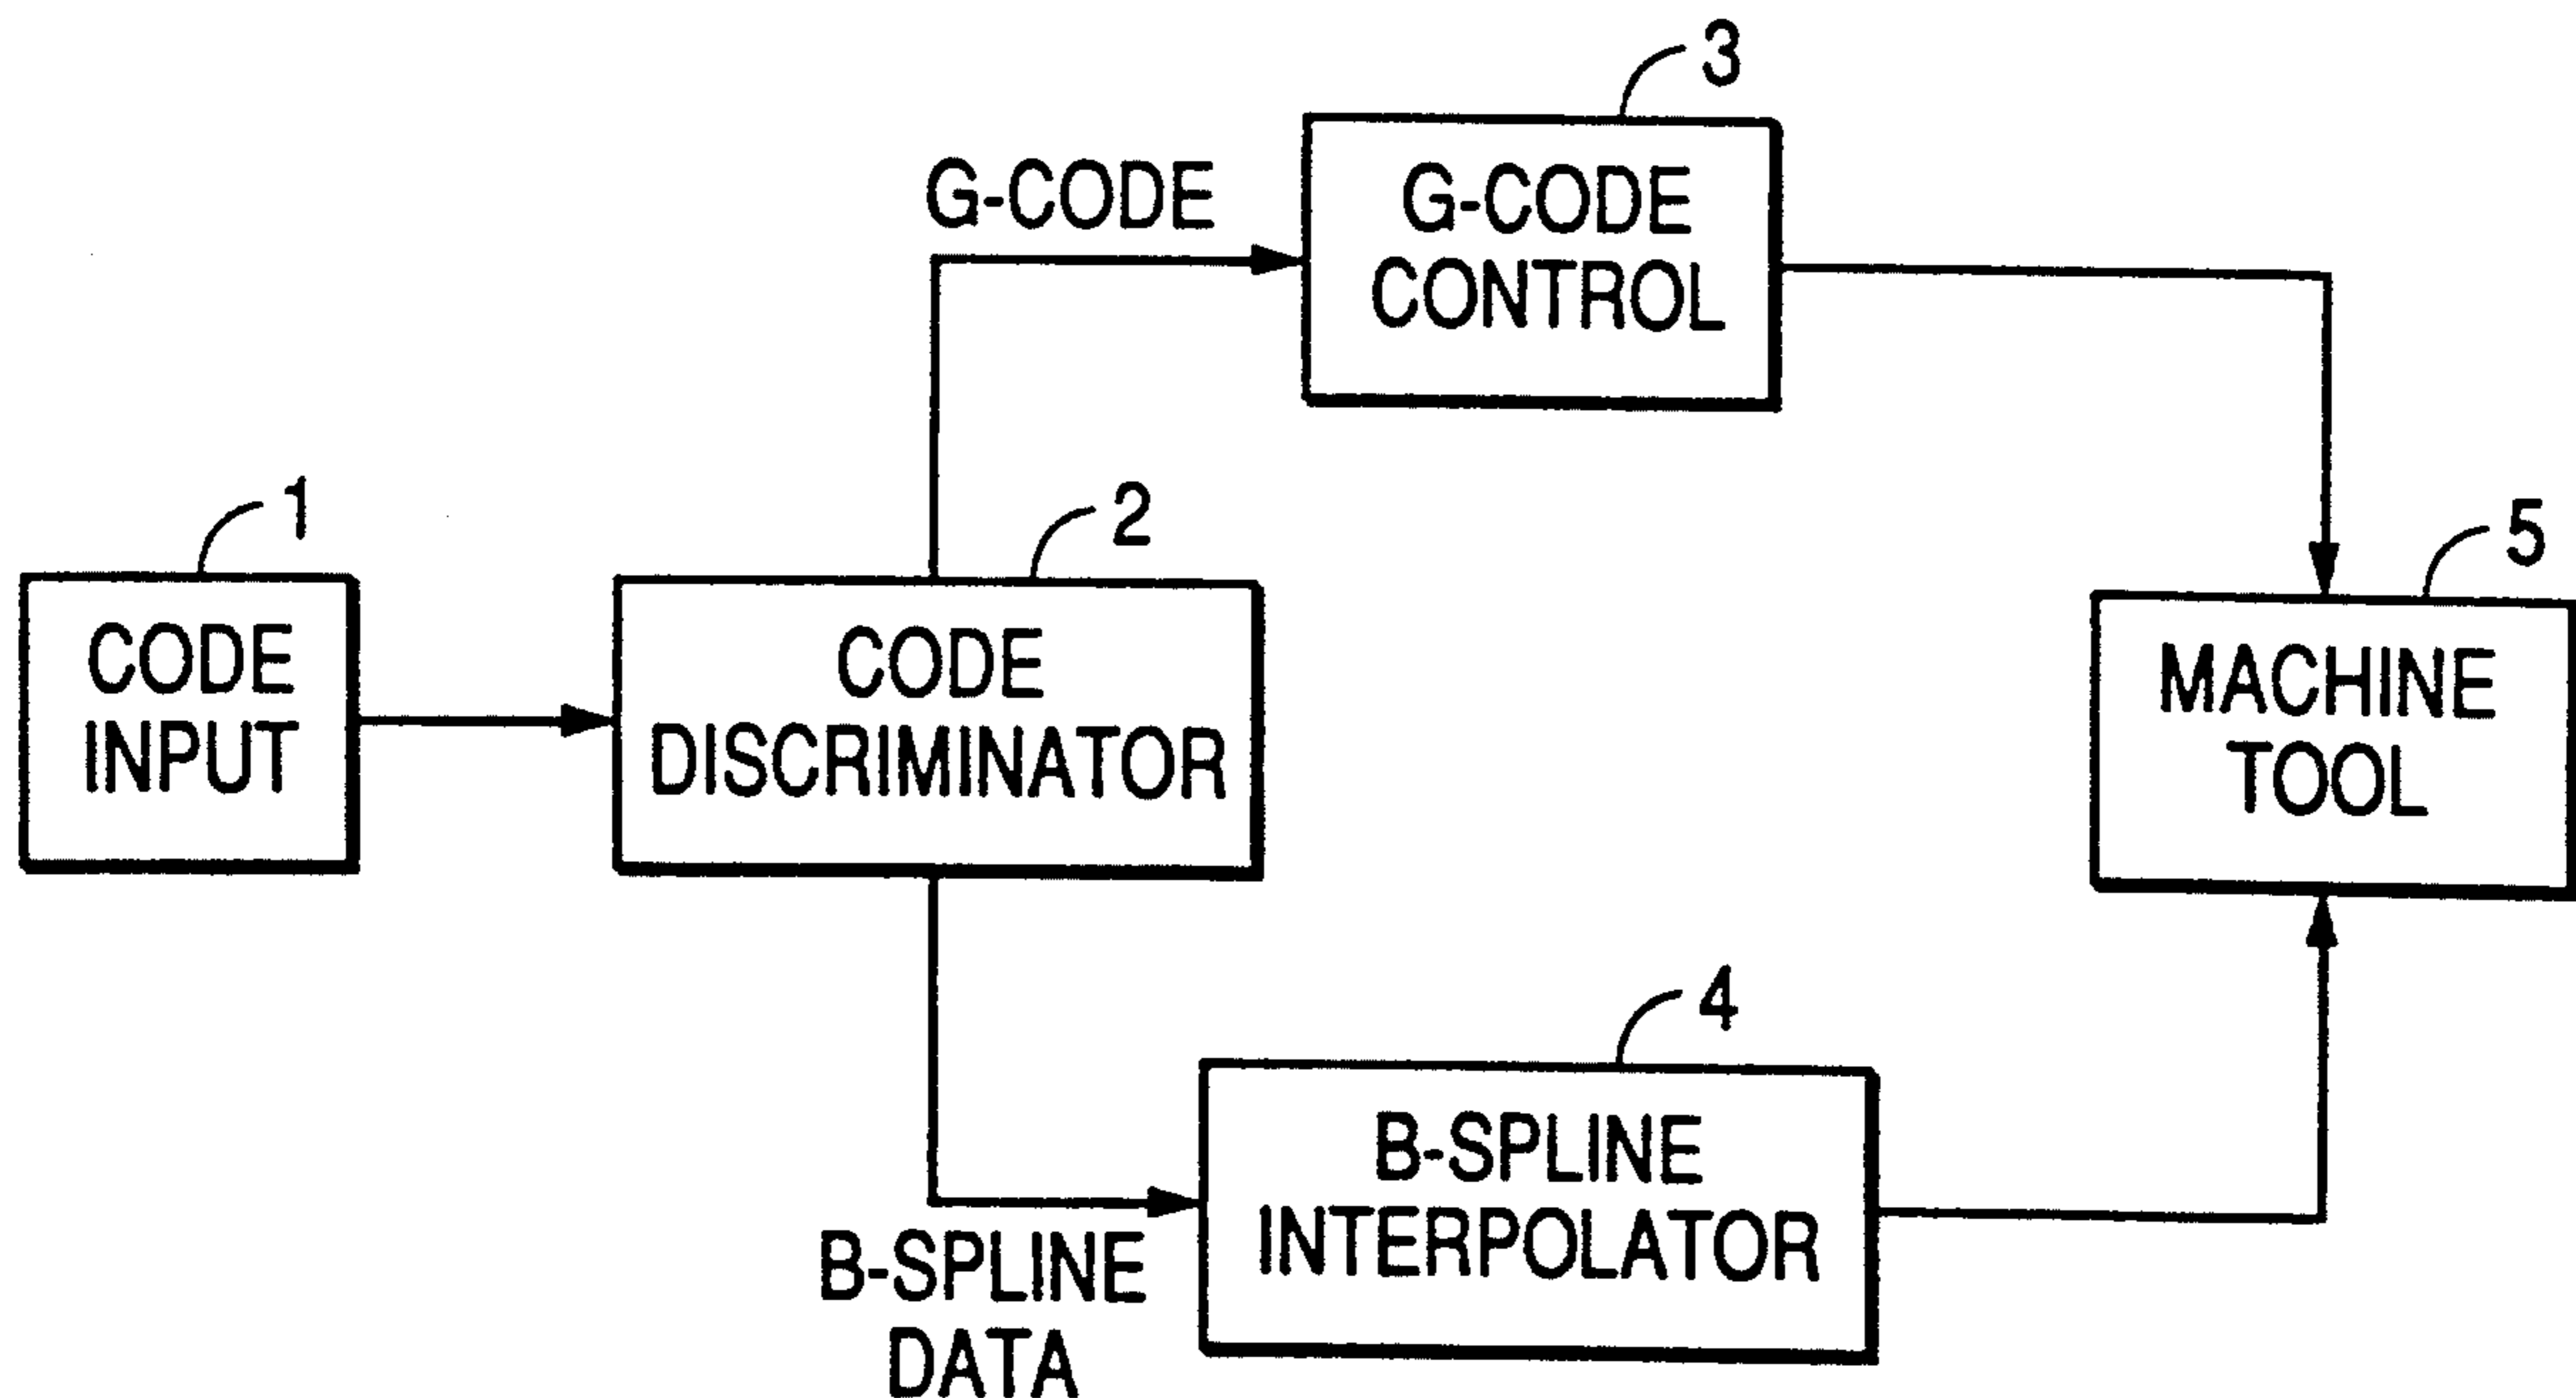 3
G-CODE
G-CODE
CONTROL
1
2
5
CODE
INPUT
CODE
DISCRIMINATOR
MACHINE
TOOL
4
B-SPLINE
DATA
B-SPLINE
INTERPOLATOR